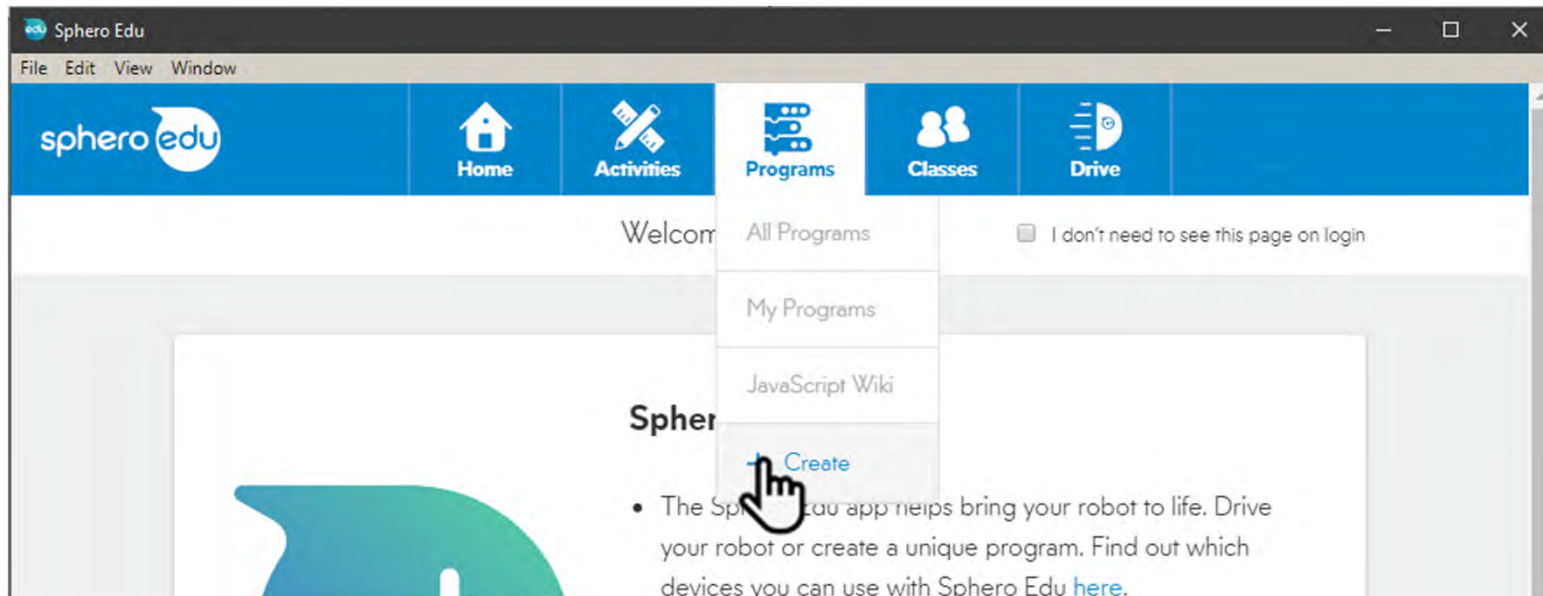 edu Sphero Edu
File Edit View Window
sphero edu
Home Activities Programs Classes Drive
Welcom
All Programs
I don't need to see this page on login
My Programs
JavaScript Wiki
Spher
+ Create
• The Sphero Edu app helps bring your robot to life. Drive
your robot or create a unique program. Find out which
devices you can use with Sphero Edu here.